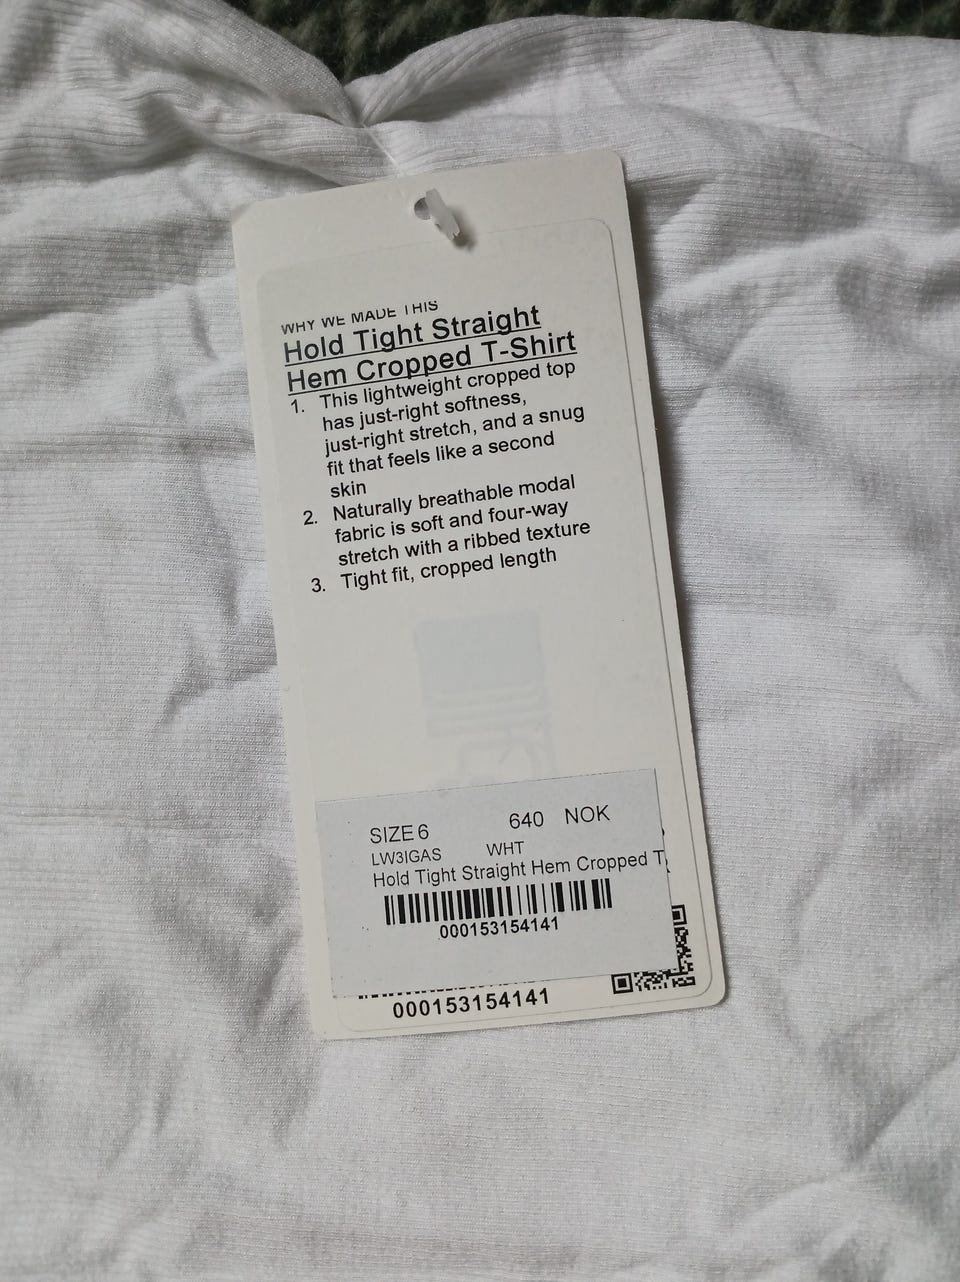 WHY WE MADE THIS
Hold Tight Straight
Hem Cropped T-Shirt
1. This lightweight cropped top
has just-right softness,
just-right stretch, and a snug
fit that feels like a second
skin
2. Naturally breathable modal
fabric is soft and four-way
stretch with a ribbed texture
3. Tight fit, cropped length
SIZE 6 640 NOK
LW3IGAS WHT
Hold Tight Straight Hem Cropped T
000153154141
000153154141